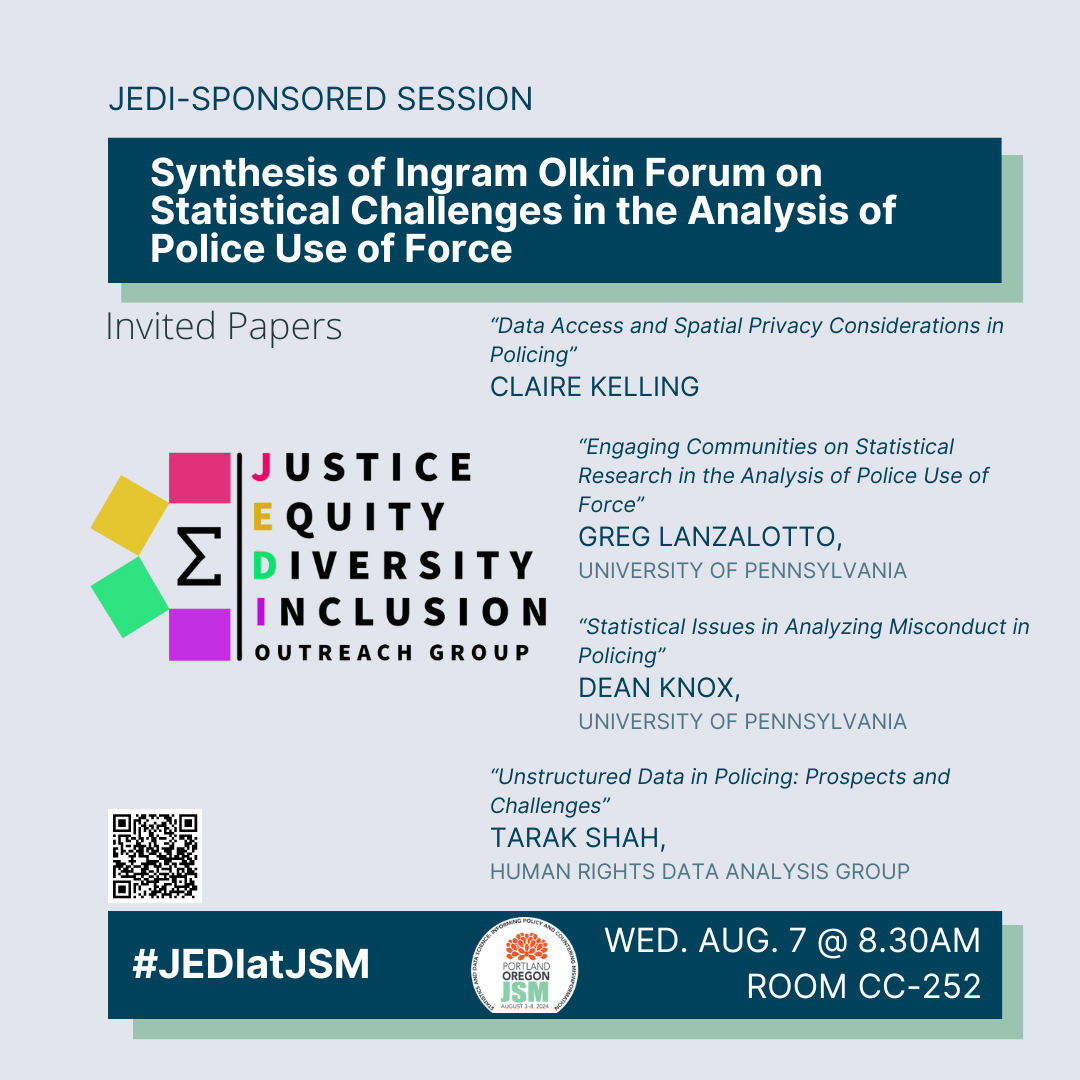 JEDI-SPONSORED SESSION
Synthesis of Ingram Olkin Forum on
Statistical Challenges in the Analysis of
Police Use of Force
Invited Papers
“Data Access and Spatial Privacy Considerations in
Policing”
CLAIRE KELLING
“Engaging Communities on Statistical
Research in the Analysis of Police Use of
Force”
GREG LANZALOTTO,
UNIVERSITY OF PENNSYLVANIA
“Statistical Issues in Analyzing Misconduct in
Policing”
DEAN KNOX,
UNIVERSITY OF PENNSYLVANIA
“Unstructured Data in Policing: Prospects and
Challenges”
TARAK SHAH,
HUMAN RIGHTS DATA ANALYSIS GROUP
Σ
JUSTICE
EQUITY
DIVERSITY
INCLUSION
OUTREACH GROUP
#JEDIatJSM
STATISTICS AND DATA SCIENCE: INFORMING POLICY AND COUNTERING MISINFORMATION
PORTLAND
OREGON
JSM
AUGUST 3-8, 2024
WED. AUG. 7 @ 8.30AM
ROOM CC-252